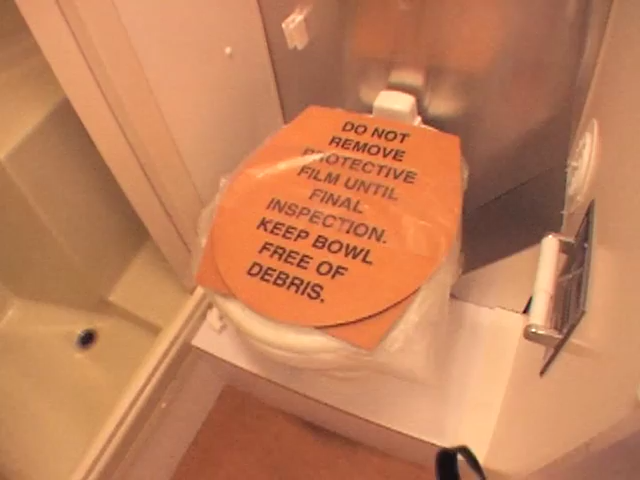 DO NOT
REMOVE
PROTECTIVE
FILM UNTIL
FINAL
INSPECTION.
KEEP BOWL
FREE OF
DEBRIS.